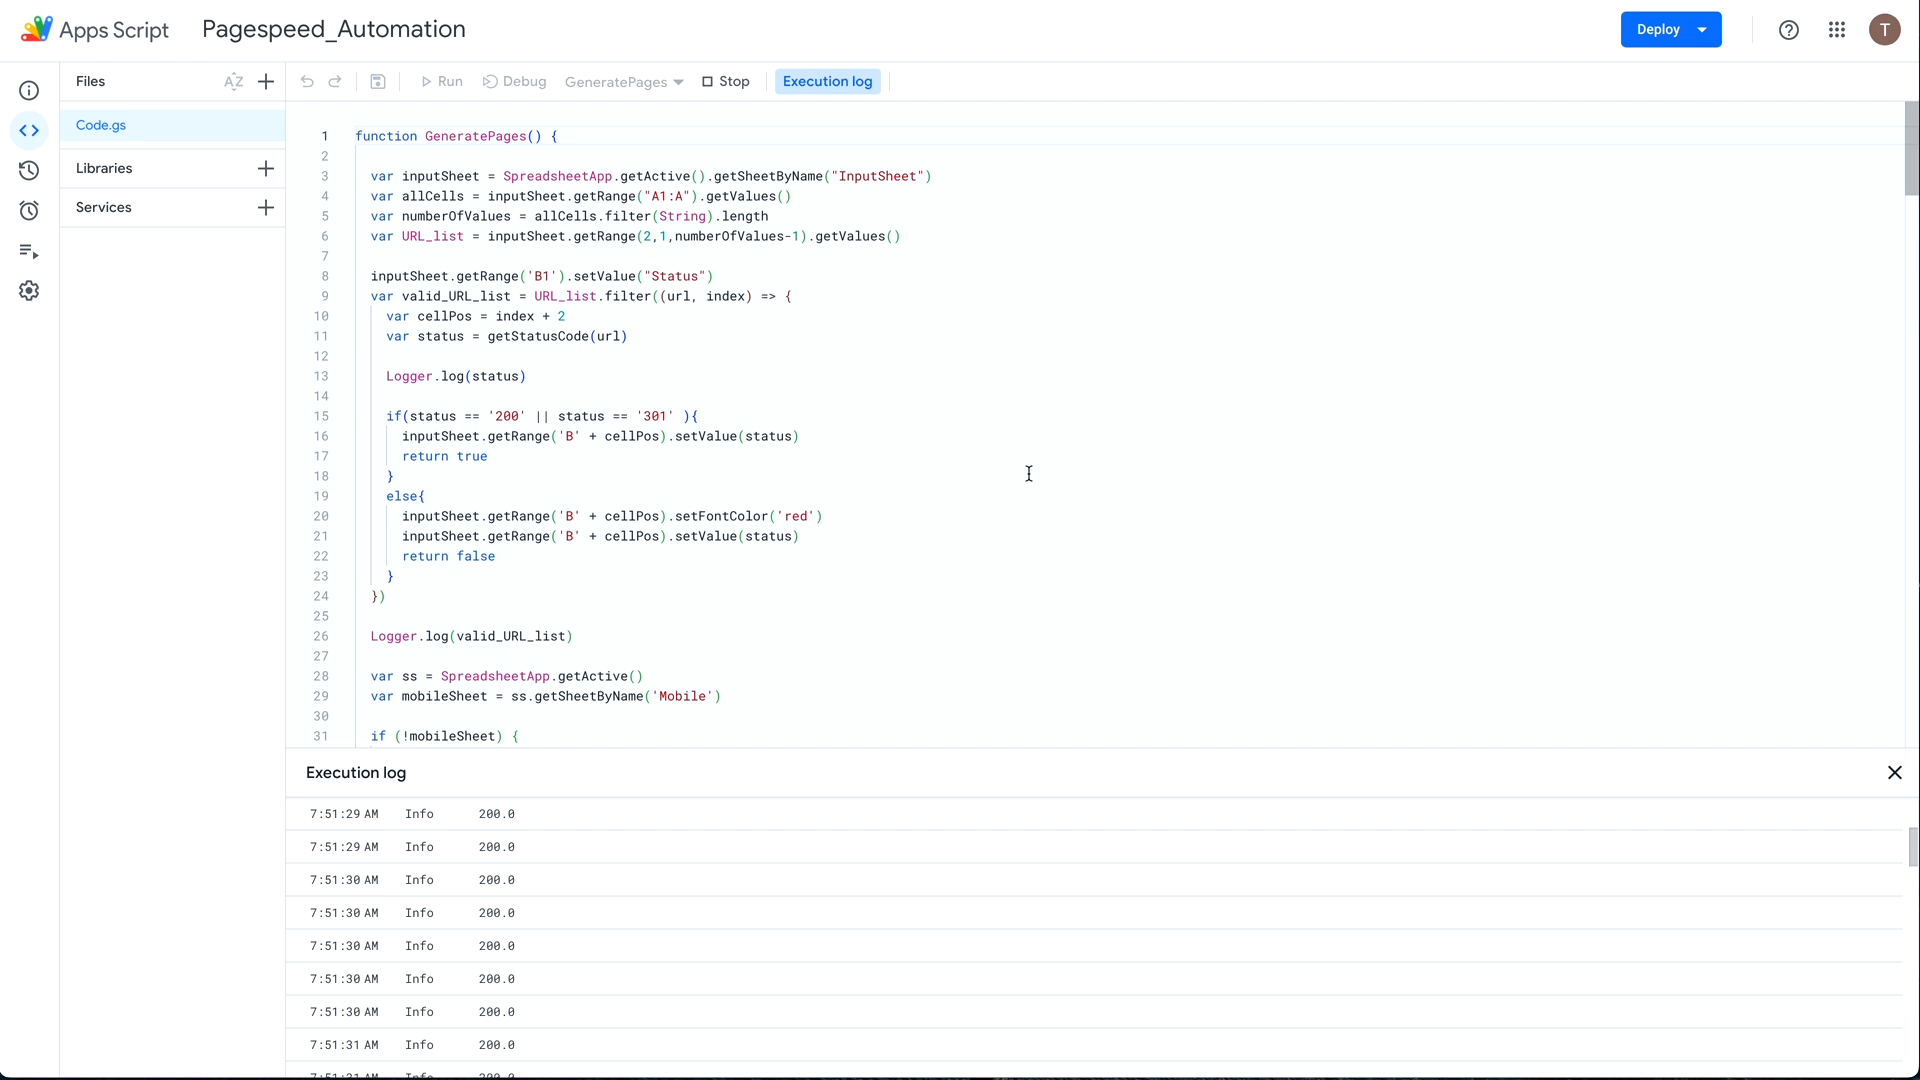 Apps Script
Pagespeed_Automation
Deploy
T
Files
AZ
Run
Debug
GeneratePages
Stop
Execution log
Code.gs
Libraries
Services
1 function GeneratePages() {
2
3 var inputSheet = SpreadsheetApp.getActive().getSheetByName("InputSheet")
4 var allCells = inputSheet.getRange("A1:A").getValues()
5 var numberOfValues = allCells.filter(String).length
6 var URL_list = inputSheet.getRange(2,1,numberOfValues-1).getValues()
7
8 inputSheet.getRange('B1').setValue("Status")
9 var valid_URL_list = URL_list.filter((url, index) => {
10 var cellPos = index + 2
11 var status = getStatusCode(url)
12
13 Logger.log(status)
14
15 if(status == '200' || status == '301' ){
16 inputSheet.getRange('B' + cellPos).setValue(status)
17 return true
18 }
19 else{
20 inputSheet.getRange('B' + cellPos).setFontColor('red')
21 inputSheet.getRange('B' + cellPos).setValue(status)
22 return false
23 }
24 })
25
26 Logger.log(valid_URL_list)
27
28 var ss = SpreadsheetApp.getActive()
29 var mobileSheet = ss.getSheetByName('Mobile')
30
31 if (!mobileSheet) {
Execution log
7:51:29 AM Info 200.0
7:51:29 AM Info 200.0
7:51:30 AM Info 200.0
7:51:30 AM Info 200.0
7:51:30 AM Info 200.0
7:51:30 AM Info 200.0
7:51:30 AM Info 200.0
7:51:31 AM Info 200.0
7:51:31 AM Info 200.0